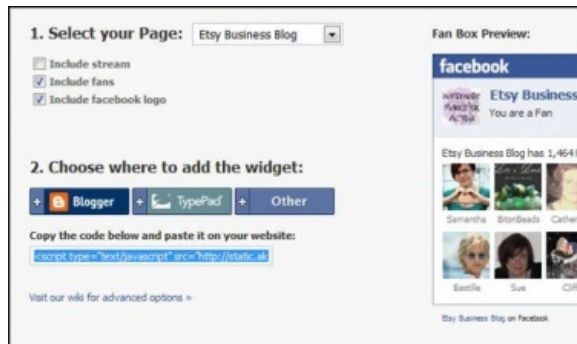 1. Select your Page: Etsy Business Blog
Include stream
Include fans
Include facebook logo
2. Choose where to add the widget:
+ Blogger + TypePad + Other
Copy the code below and paste it on your website:
<script type="text/javascript" src="http://static.ak
Visit our wiki for advanced options »
Fan Box Preview:
facebook
Etsy Business
You are a Fan
Etsy Business Blog has 1,464
Samantha BitonBeads Cather
Bastille Sue Cliff
Etsy Business Blog on Facebook